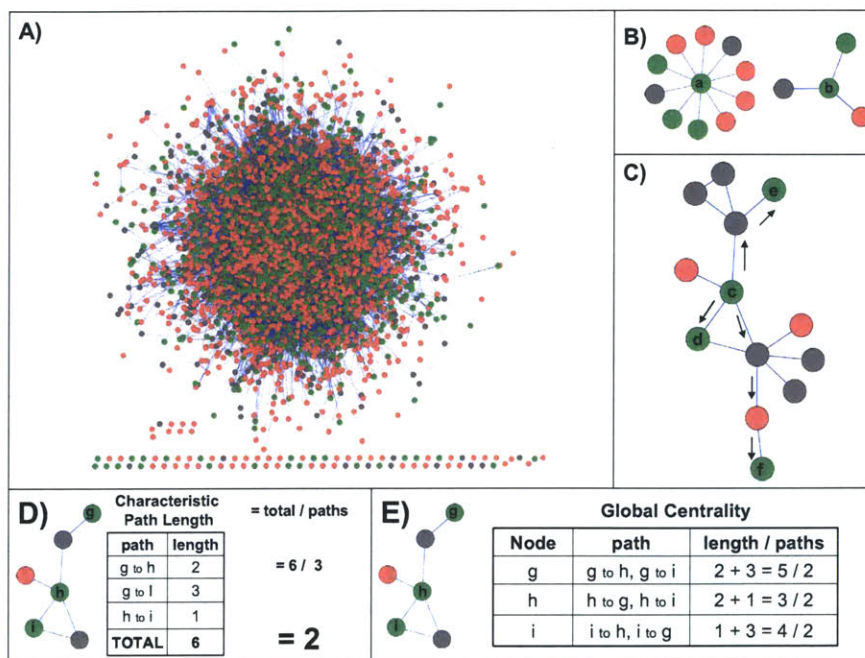 A)
B)
a
b
C)
e
c
d
f
D)
g
h
i
Characteristic
Path Length
path length
g to h 2
g to I 3
h to i 1
TOTAL 6
= total / paths
= 6 / 3
= 2
E)
g
h
i
Global Centrality
Node path length / paths
g g to h, g to i 2 + 3 = 5 / 2
h h to g, h to i 2 + 1 = 3 / 2
i i to h, i to g 1 + 3 = 4 / 2